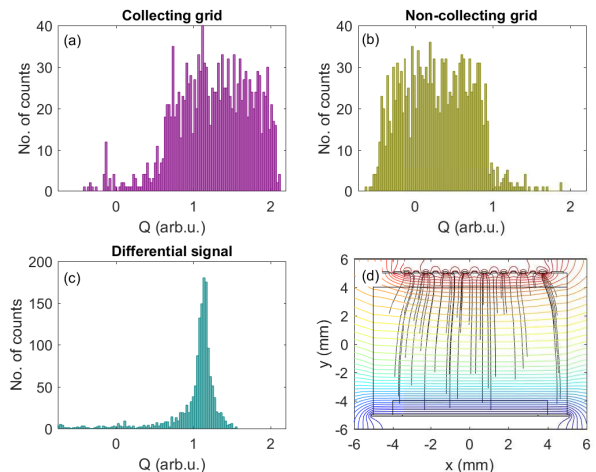 Collecting grid
(a)
No. of counts
40
30
20
10
0
0
1
2
Q (arb.u.)
Non-collecting grid
(b)
No. of counts
40
30
20
10
0
0
1
2
Q (arb.u.)
Differential signal
(c)
No. of counts
200
150
100
50
0
0
1
2
Q (arb.u.)
(d)
y (mm)
6
4
2
0
-2
-4
-6
-6
-4
-2
0
2
4
6
x (mm)